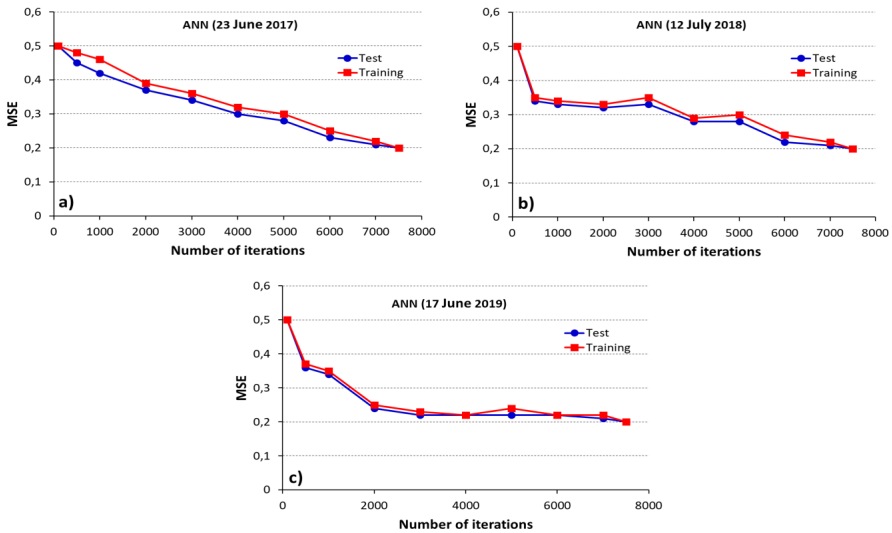 ANN (23 June 2017)
0,6
0,5
0,4
0,3
0,2
0,1
0
MSE
Test
Training
a)
0 1000 2000 3000 4000 5000 6000 7000 8000
Number of iterations
ANN (12 July 2018)
0,6
0,5
0,4
0,3
0,2
0,1
0
MSE
Test
Training
b)
0 1000 2000 3000 4000 5000 6000 7000 8000
Number of iterations
ANN (17 June 2019)
0,6
0,5
0,4
0,3
0,2
0,1
0
MSE
Test
Training
c)
0 2000 4000 6000 8000
Number of iterations